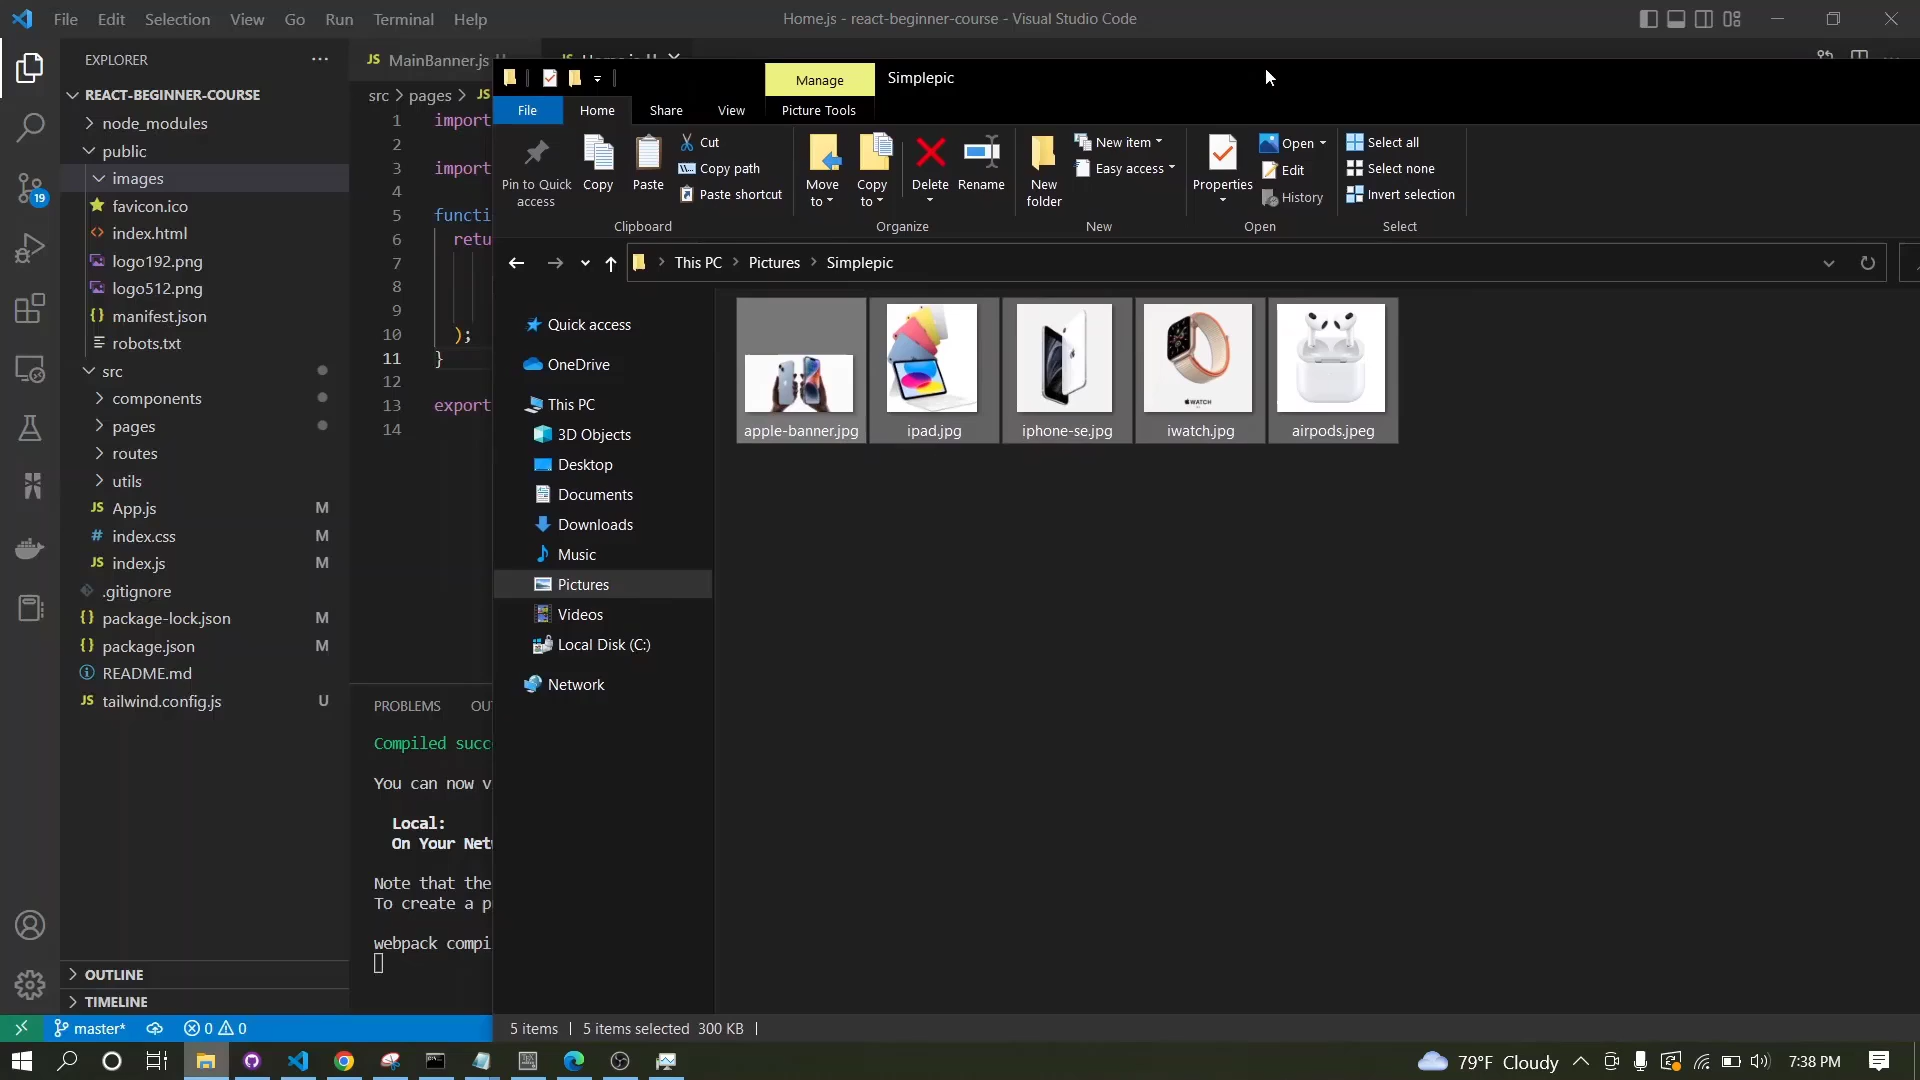 File Edit Selection View Go Run Terminal Help
Home.js - react-beginner-course - Visual Studio Code
EXPLORER
REACT-BEGINNER-COURSE
node_modules
public
images
favicon.ico
index.html
logo192.png
logo512.png
manifest.json
robots.txt
src
components
pages
routes
utils
App.js M
index.css M
index.js M
.gitignore
package-lock.json M
package.json M
README.md
tailwind.config.js U
OUTLINE
TIMELINE
19
JS MainBanner.js
src > pages > JS
1 import
2
3 import
4
5 functi
6 retu
7
8
9
10 );
11 }
12
13 export
14
PROBLEMS OU
Compiled succ
You can now v
Local:
On Your Net
Note that the
To create a p
webpack compi
Manage
Simplepic
File Home Share View Picture Tools
Pin to Quick access
Copy
Paste
Cut
Copy path
Paste shortcut
Clipboard
Move to
Copy to
Delete
Rename
Organize
New folder
New item
Easy access
New
Properties
Open
Edit
History
Open
Select all
Select none
Invert selection
Select
This PC > Pictures > Simplepic
Quick access
OneDrive
This PC
3D Objects
Desktop
Documents
Downloads
Music
Pictures
Videos
Local Disk (C:)
Network
WATCH
apple-banner.jpg
ipad.jpg
iphone-se.jpg
iwatch.jpg
airpods.jpeg
5 items 5 items selected 300 KB
master* 0 0
79°F Cloudy
7:38 PM